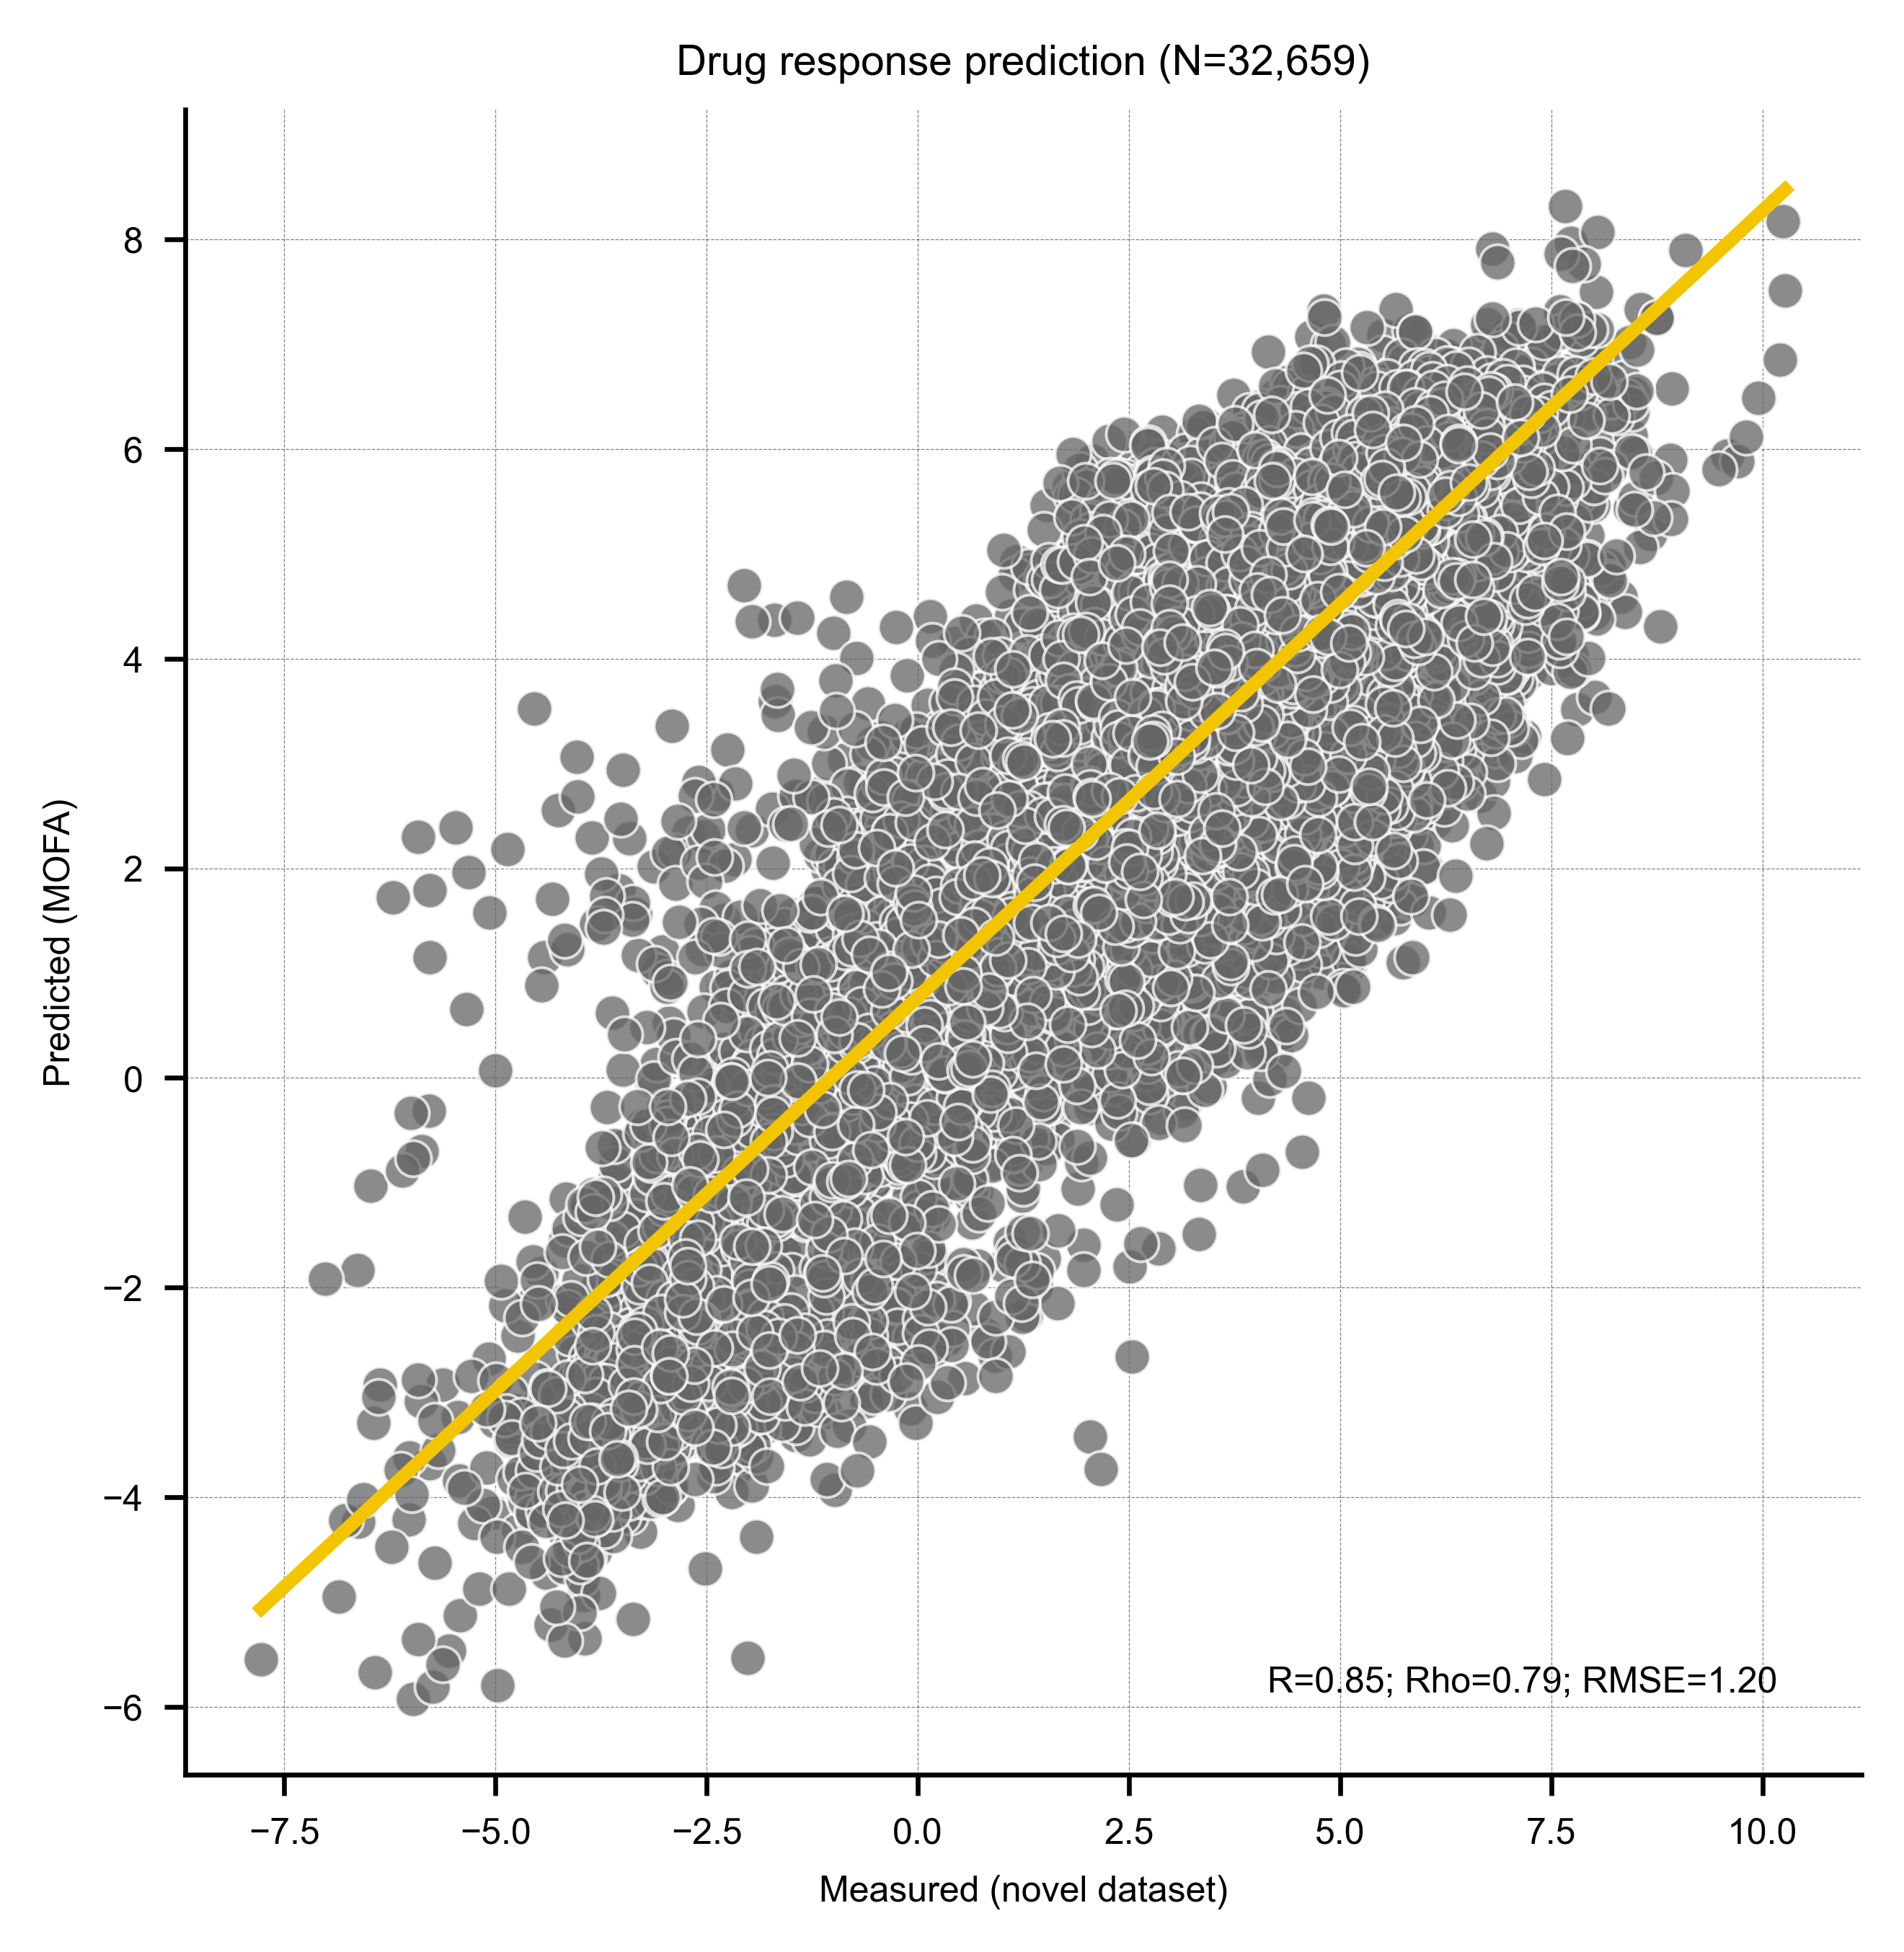 Drug response prediction (N=32,659)
8
6
4
2
0
−2
−4
−6
Predicted (MOFA)
R=0.85; Rho=0.79; RMSE=1.20
−7.5 −5.0 −2.5 0.0 2.5 5.0 7.5 10.0
Measured (novel dataset)